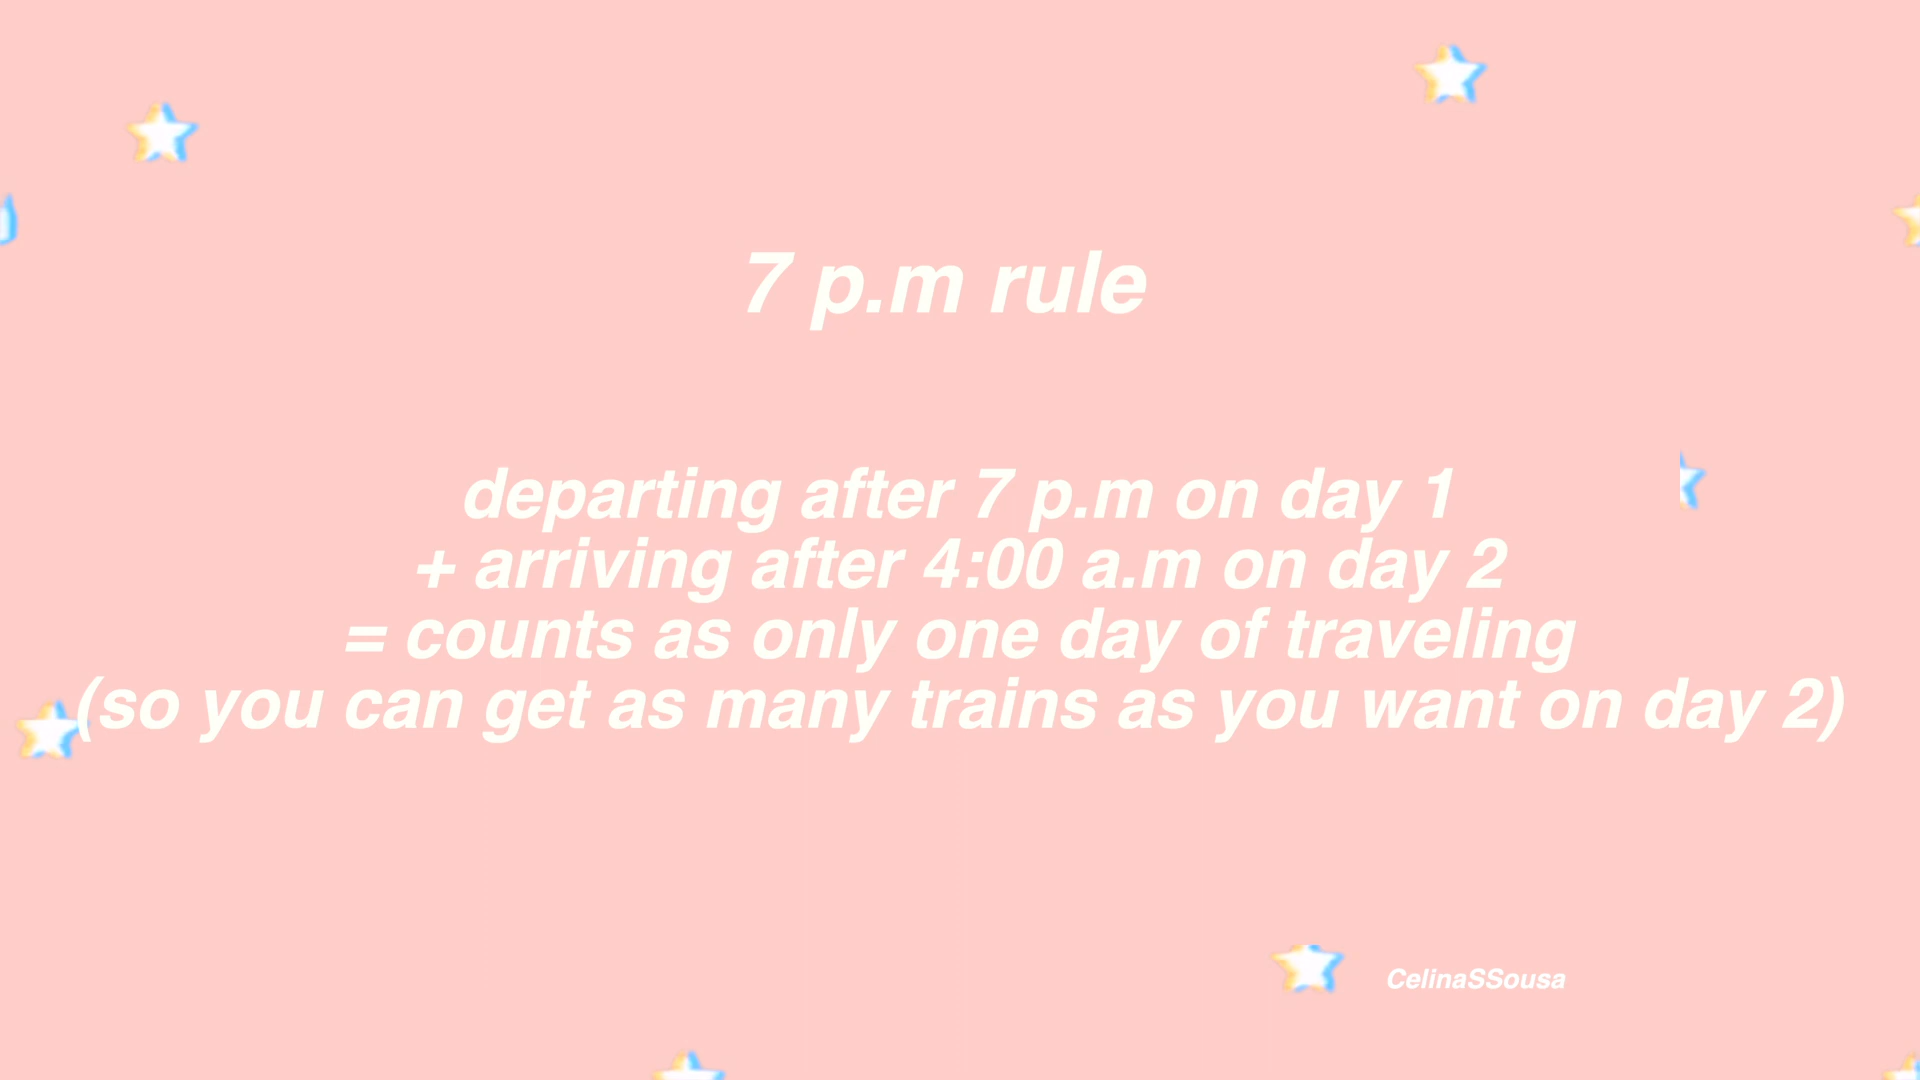 7 p.m rule
departing after 7 p.m on day 1
+ arriving after 4:00 a.m on day 2
= counts as only one day of traveling
(so you can get as many trains as you want on day 2)
CelinaSSousa